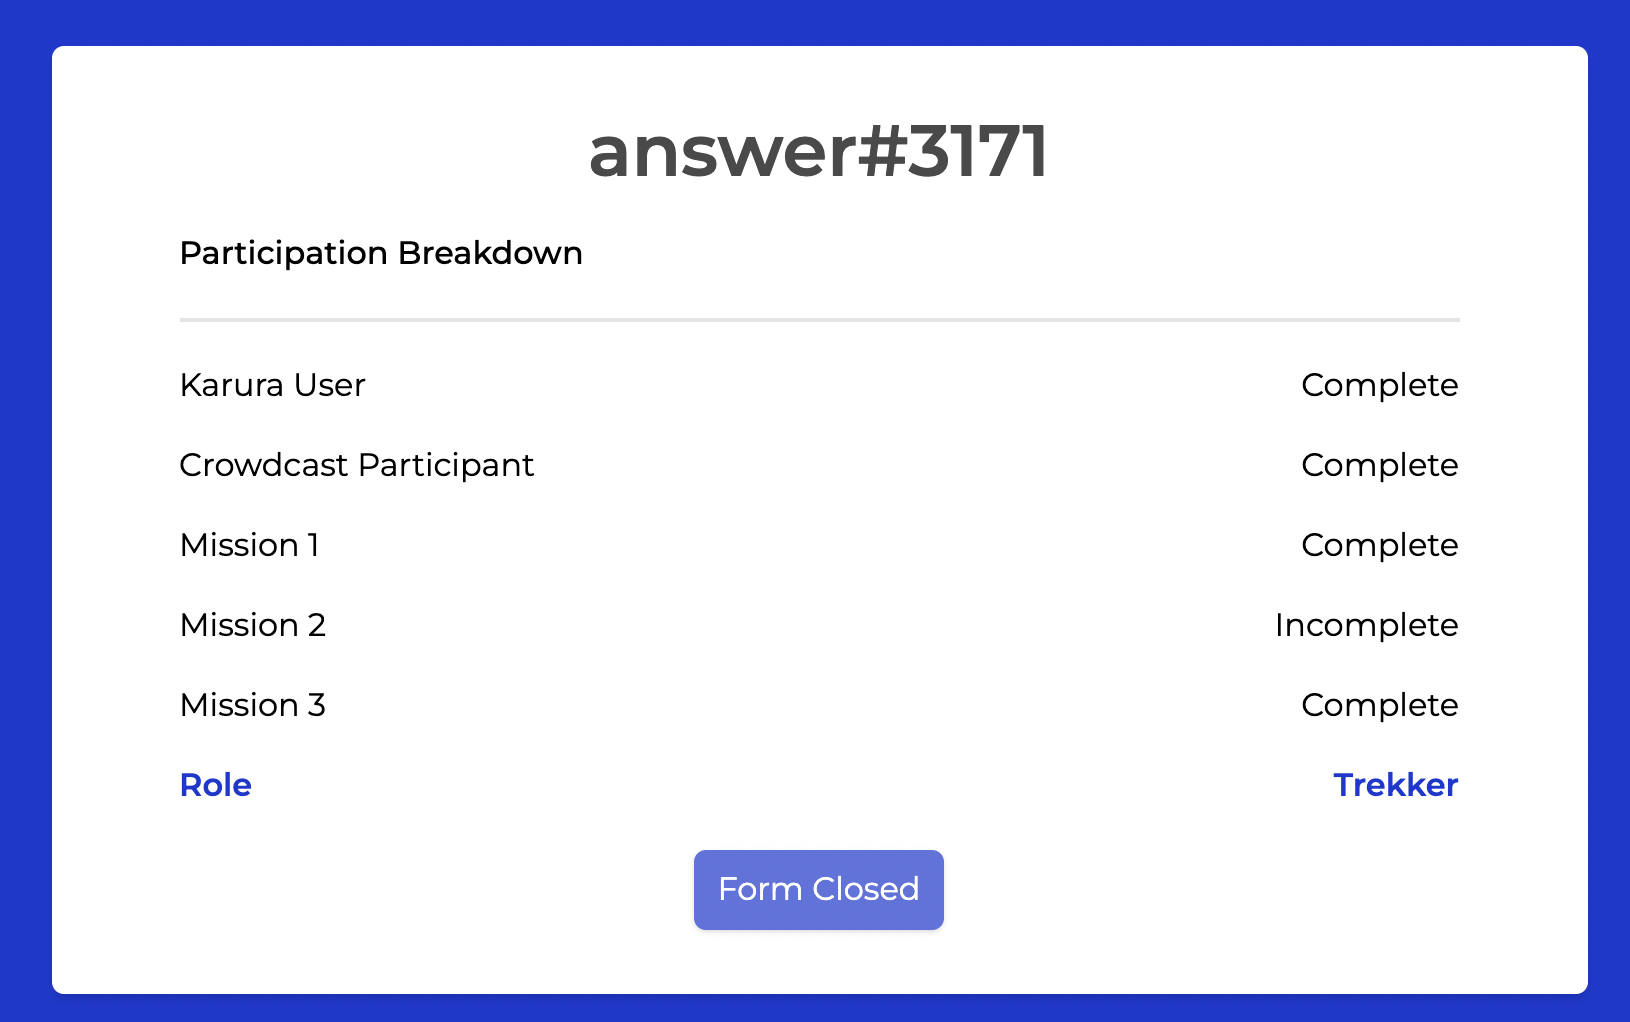 answer#3171
Participation Breakdown
Karura User Complete
Crowdcast Participant Complete
Mission 1 Complete
Mission 2 Incomplete
Mission 3 Complete
Role Trekker
Form Closed